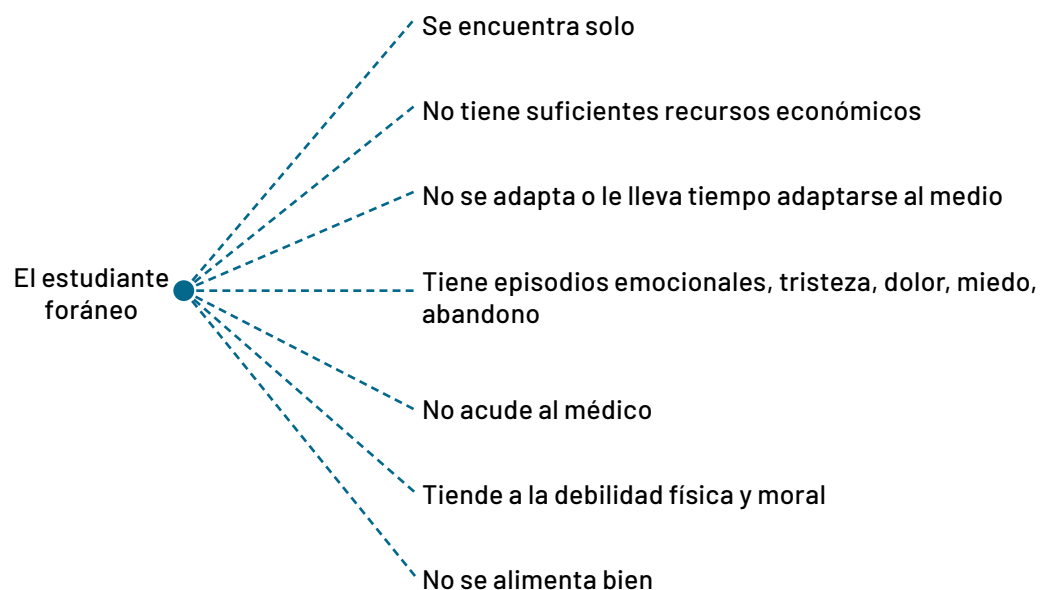 Se encuentra solo
No tiene suficientes recursos económicos
No se adapta o le lleva tiempo adaptarse al medio
El estudiante
foráneo
Tiene episodios emocionales, tristeza, dolor, miedo,
abandono
No acude al médico
Tiende a la debilidad física y moral
No se alimenta bien